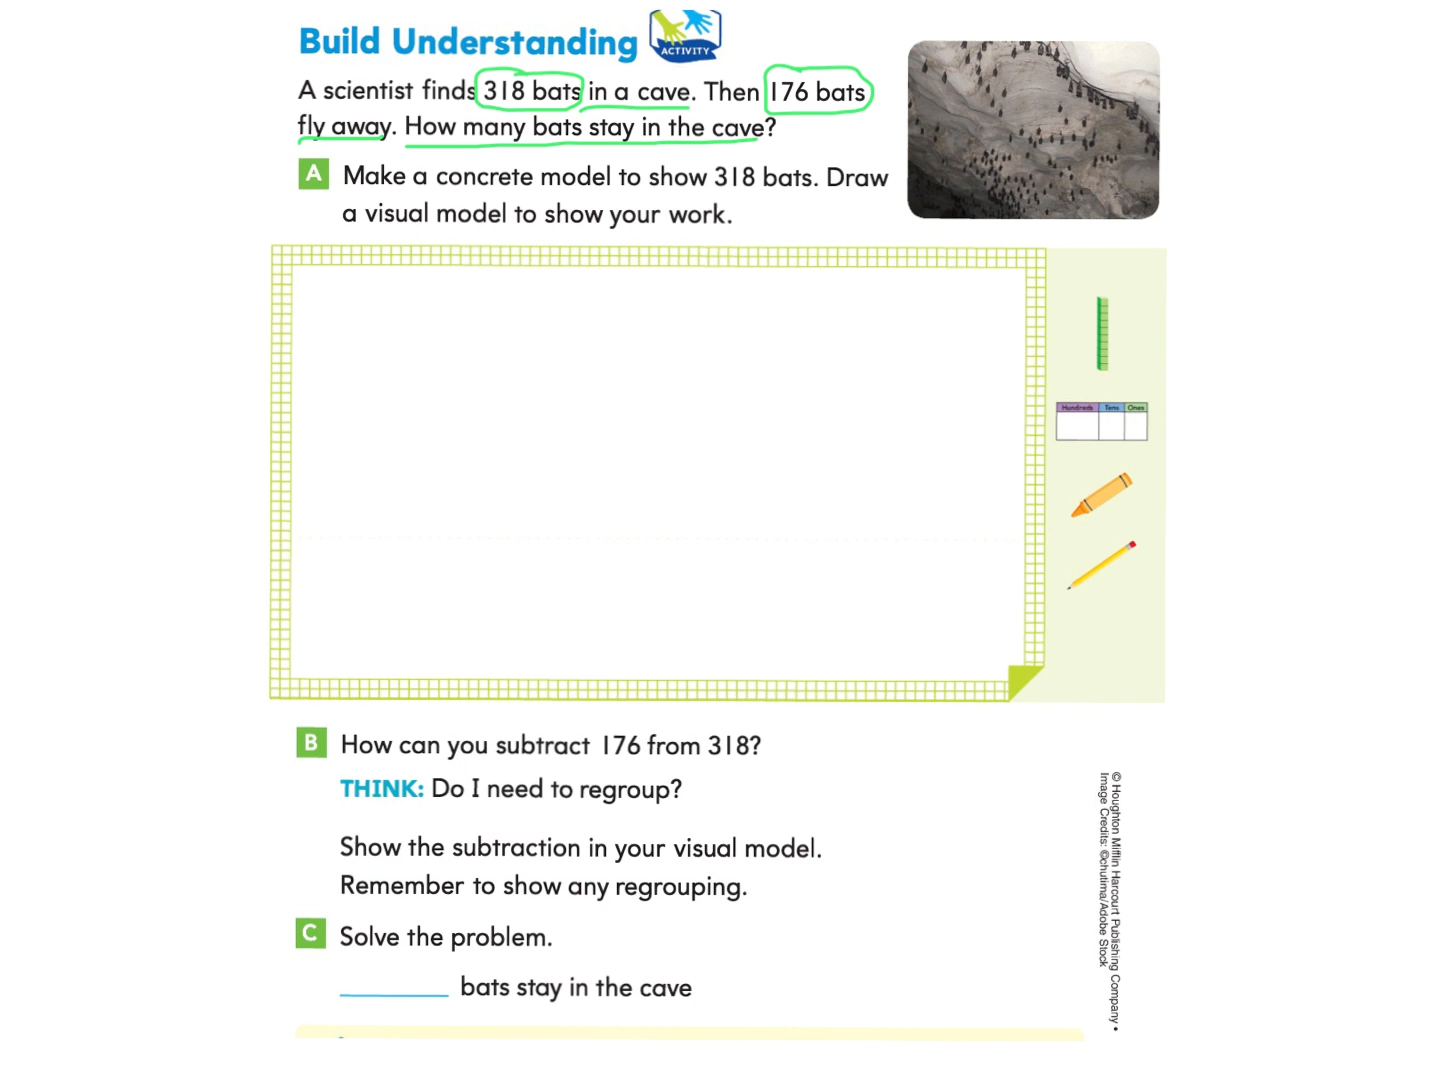 Build Understanding
ACTIVITY
A scientist finds 318 bats in a cave. Then 176 bats
fly away. How many bats stay in the cave?
A Make a concrete model to show 318 bats. Draw
a visual model to show your work.
Hundreds Tens Ones
B How can you subtract 176 from 318?
THINK: Do I need to regroup?
Show the subtraction in your visual model.
Remember to show any regrouping.
C Solve the problem.
bats stay in the cave
© Houghton Mifflin Harcourt Publishing Company •
Image Credits: ©chutima/Adobe Stock